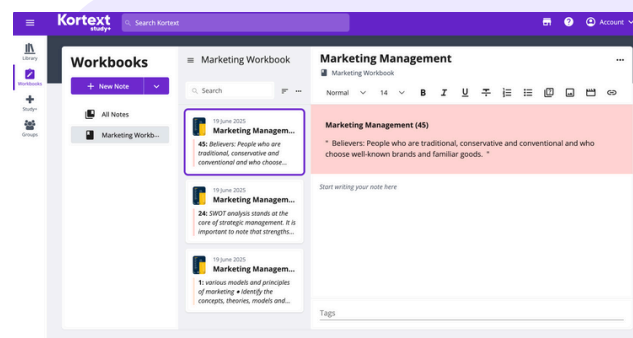 Kortext
study+
Search Kortext
Account
Library
Workbooks
Study+
Groups
Workbooks
+ New Note
All Notes
Marketing Workb...
Marketing Workbook
Search
19 June 2025
Marketing Managem...
45: Believers: People who are
traditional, conservative and
conventional and who choose...
19 June 2025
Marketing Managem...
24: SWOT analysis stands at the
core of strategic management. It is
important to note that strengths...
19 June 2025
Marketing Managem...
1: various models and principles
of marketing • Identify the
concepts, theories, models and...
Marketing Management
Marketing Workbook
Normal 14 B I U T
Marketing Management (45)
" Believers: People who are traditional, conservative and conventional and who
choose well-known brands and familiar goods. "
Start writing your note here
Tags